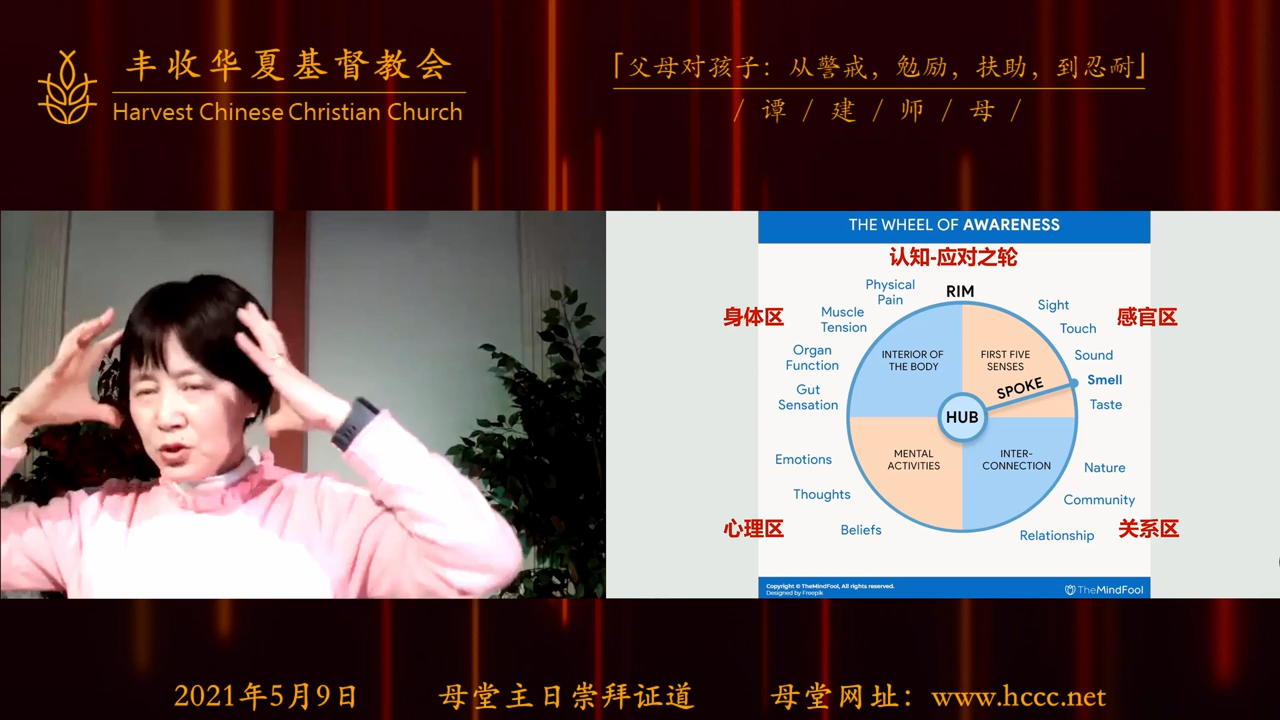 丰收华夏基督教会
Harvest Chinese Christian Church
「父母对孩子：从警戒，勉励，扶助，到忍耐」
/ 谭 / 建 / 师 / 母 /
THE WHEEL OF AWARENESS
认知-应对之轮
RIM
身体区
感官区
Physical
Pain
Muscle
Tension
Organ
Function
Gut
Sensation
Sight
Touch
Sound
Smell
Taste
INTERIOR OF
THE BODY
FIRST FIVE
SENSES
SPOKE
HUB
MENTAL
ACTIVITIES
INTER-
CONNECTION
Emotions
Thoughts
Beliefs
心理区
Nature
Community
Relationship
关系区
Copyright © TheMindFool, All rights reserved.
Designed by Freepik
TheMindFool
2021年5月9日
母堂主日崇拜证道
母堂网址：www.hccc.net